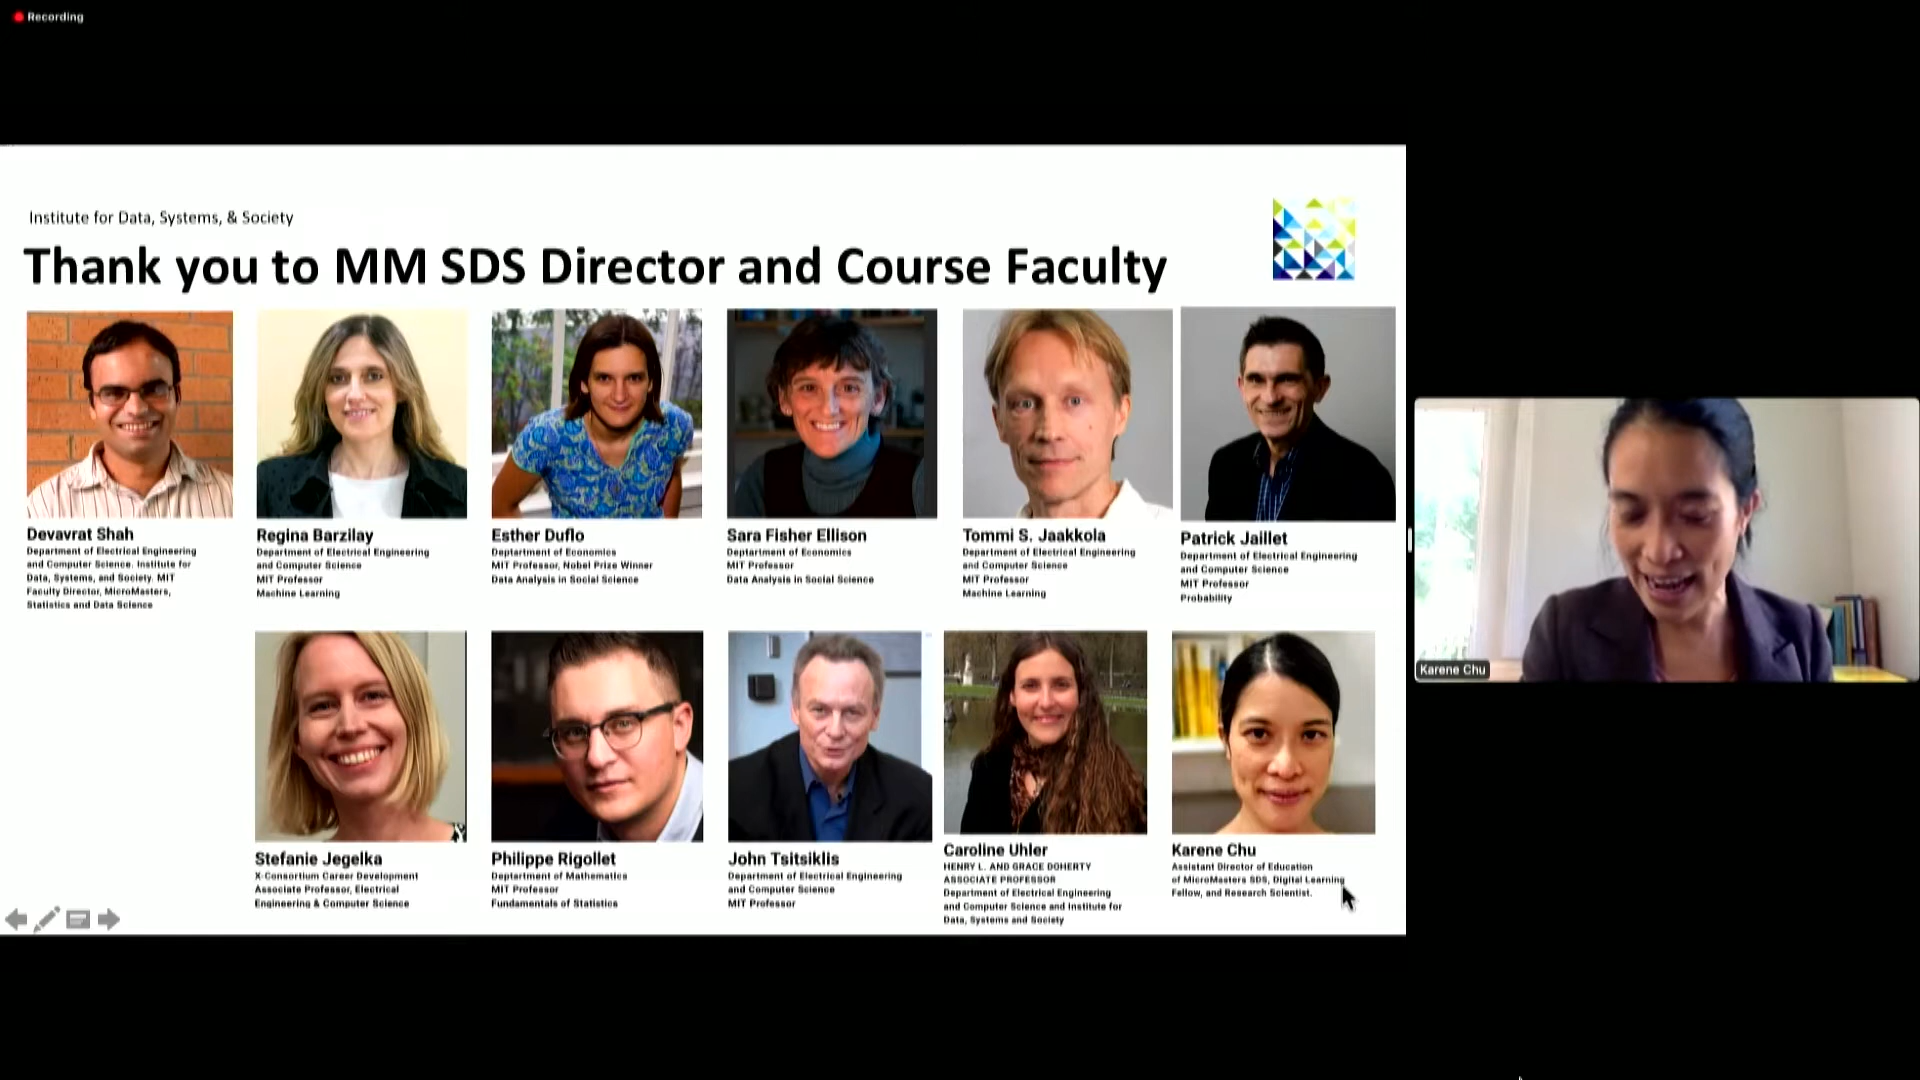 Recording
Institute for Data, Systems, & Society
Thank you to MM SDS Director and Course Faculty
Devavrat Shah
Department of Electrical Engineering
and Computer Science. Institute for
Data, Systems, and Society. MIT
Faculty Director, MicroMasters,
Statistics and Data Science
Regina Barzilay
Department of Electrical Engineering
and Computer Science
MIT Professor
Machine Learning
Esther Duflo
Deptartment of Economics
MIT Professor, Nobel Prize Winner
Data Analysis in Social Science
Sara Fisher Ellison
Deptartment of Economics
MIT Professor
Data Analysis in Social Science
Tommi S. Jaakkola
Department of Electrical Engineering
and Computer Science
MIT Professor
Machine Learning
Patrick Jaillet
Department of Electrical Engineering
and Computer Science
MIT Professor
Probability
Stefanie Jegelka
X-Consortium Career Development
Associate Professor, Electrical
Engineering & Computer Science
Philippe Rigollet
Deptartment of Mathematics
MIT Professor
Fundamentals of Statistics
John Tsitsiklis
Department of Electrical Engineering
and Computer Science
MIT Professor
Caroline Uhler
HENRY L. AND GRACE DOHERTY
ASSOCIATE PROFESSOR
Department of Electrical Engineering
and Computer Science and Institute for
Data, Systems and Society
Karene Chu
Assistant Director of Education
of MicroMasters SDS, Digital Learning
Fellow, and Research Scientist.
Karene Chu